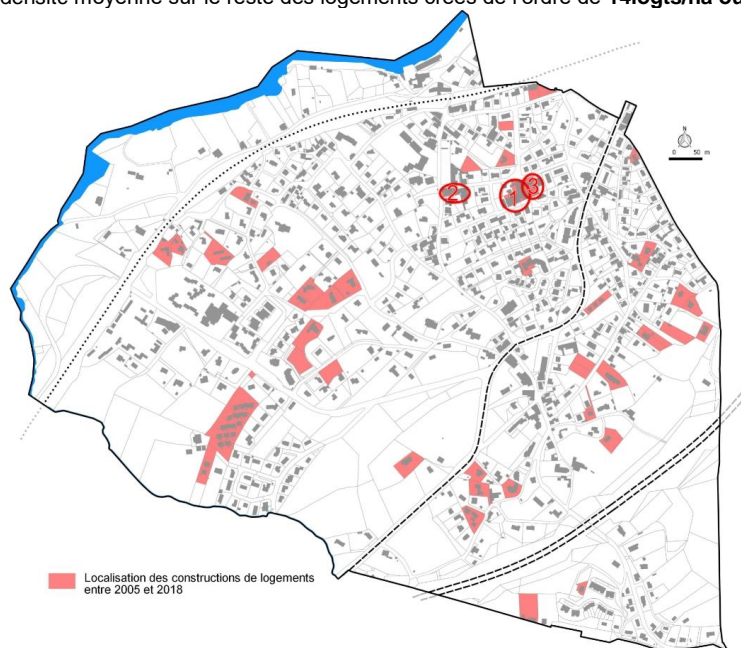 densité moyenne sur le reste des logements créés de l'ordre de 14logts/ha ou
N
0 50 m
2
1
3
Localisation des constructions de logements
entre 2005 et 2018